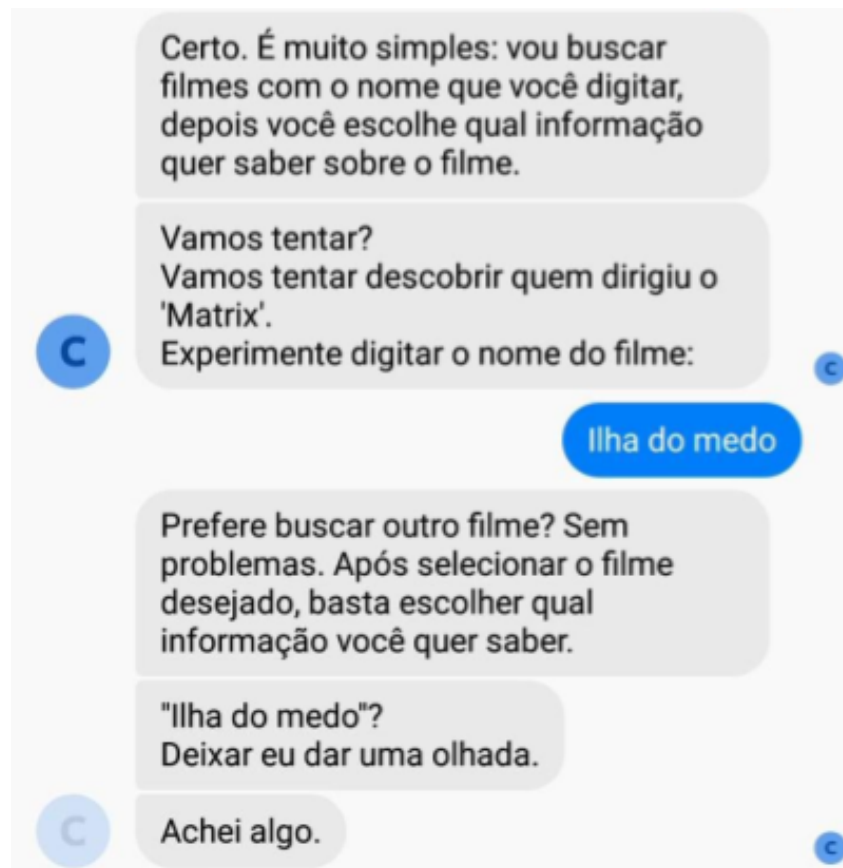 Certo. É muito simples: vou buscar
filmes com o nome que você digitar,
depois você escolhe qual informação
quer saber sobre o filme.
Vamos tentar?
Vamos tentar descobrir quem dirigiu o
'Matrix'.
Experimente digitar o nome do filme:
C
C
Ilha do medo
Prefere buscar outro filme? Sem
problemas. Após selecionar o filme
desejado, basta escolher qual
informação você quer saber.
"Ilha do medo"?
Deixar eu dar uma olhada.
Achei algo.
C
C